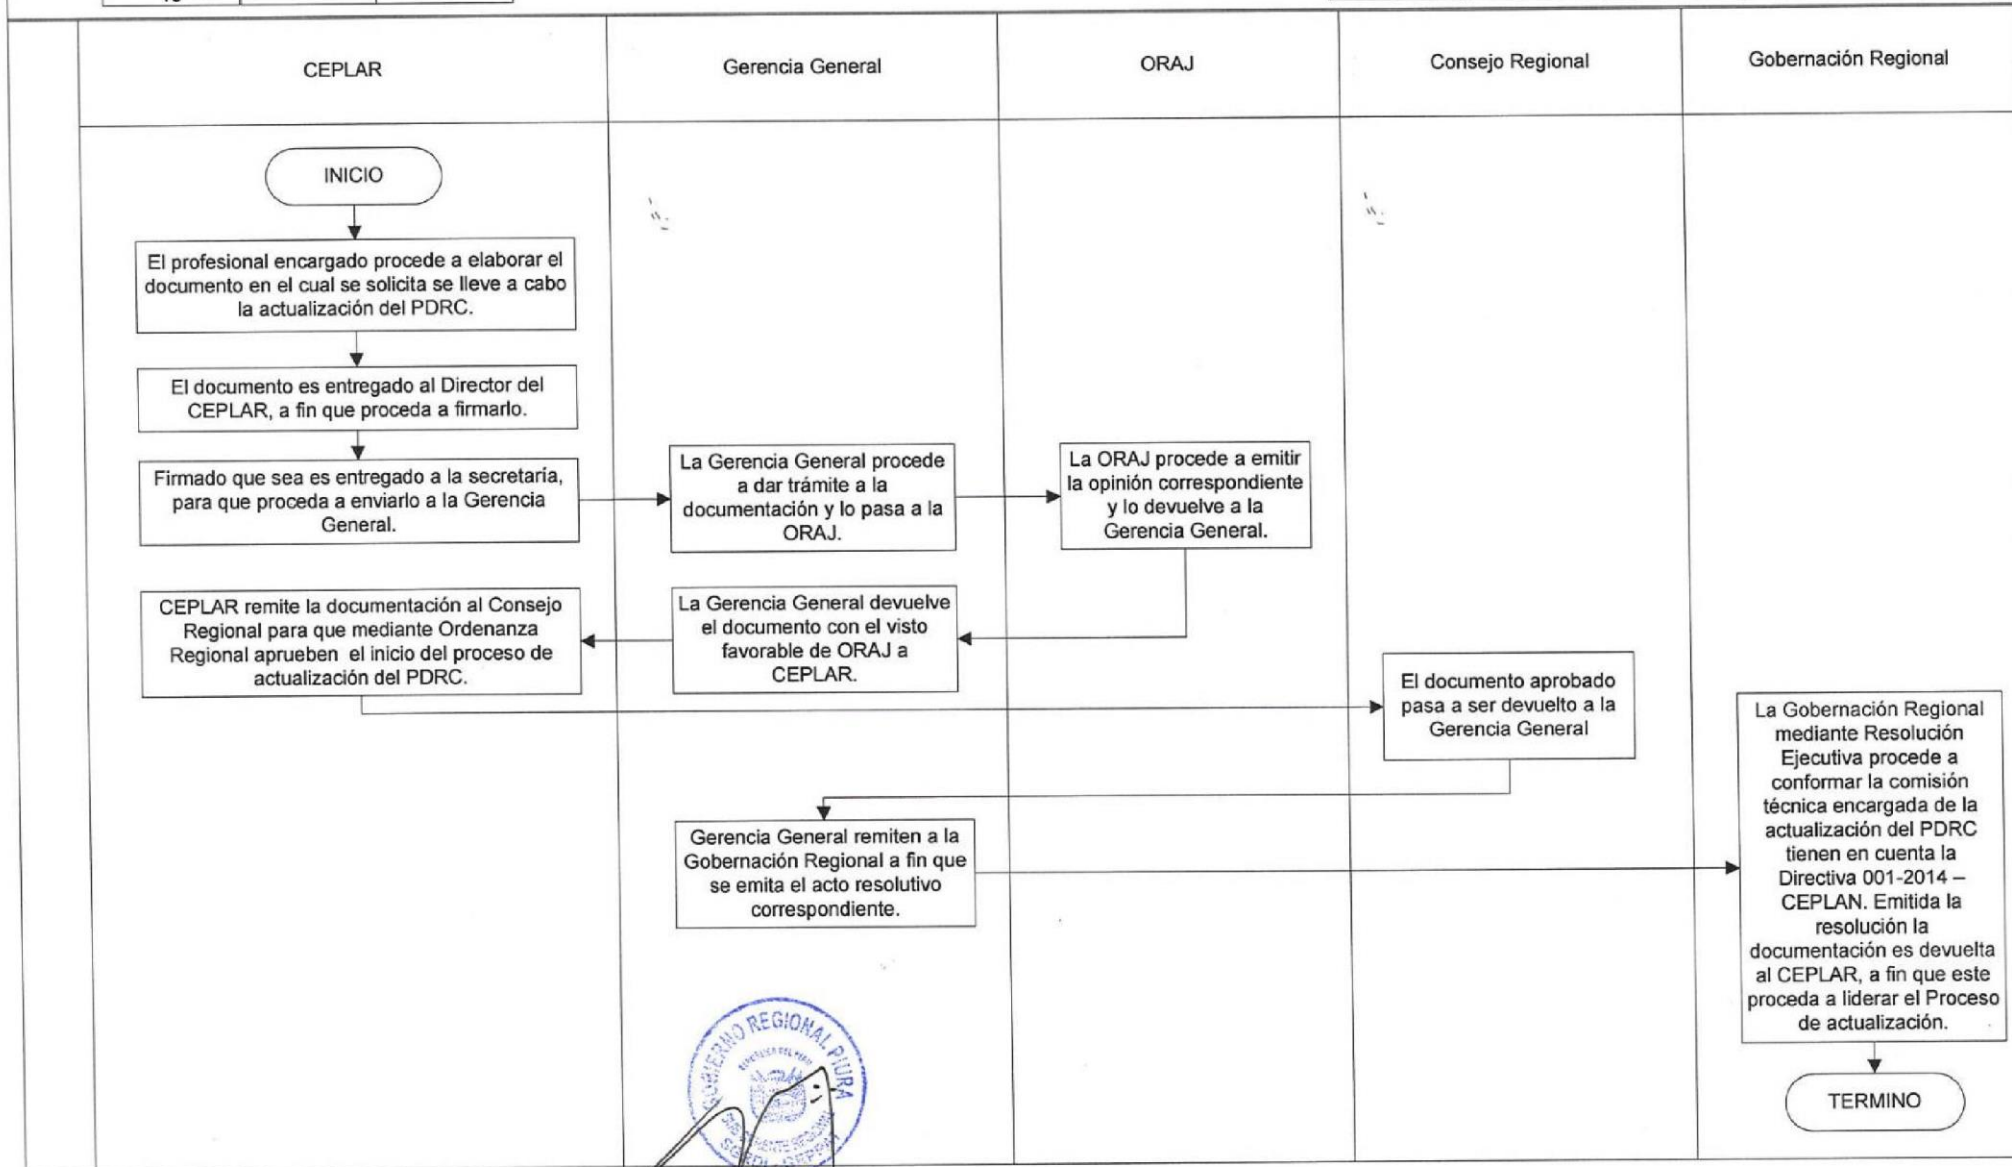 CEPLAR
Gerencia General
ORAJ
Consejo Regional
Gobernación Regional
INICIO
El profesional encargado procede a elaborar el
documento en el cual se solicita se lleve a cabo
la actualización del PDRC.
El documento es entregado al Director del
CEPLAR, a fin que proceda a firmarlo.
Firmado que sea es entregado a la secretaría,
para que proceda a enviarlo a la Gerencia
General.
La Gerencia General procede
a dar trámite a la
documentación y lo pasa a la
ORAJ.
La ORAJ procede a emitir
la opinión correspondiente
y lo devuelve a la
Gerencia General.
La Gerencia General devuelve
el documento con el visto
favorable de ORAJ a
CEPLAR.
CEPLAR remite la documentación al Consejo
Regional para que mediante Ordenanza
Regional aprueben el inicio del proceso de
actualización del PDRC.
El documento aprobado
pasa a ser devuelto a la
Gerencia General
Gerencia General remiten a la
Gobernación Regional a fin que
se emita el acto resolutivo
correspondiente.
La Gobernación Regional
mediante Resolución
Ejecutiva procede a
conformar la comisión
técnica encargada de la
actualización del PDRC
tienen en cuenta la
Directiva 001-2014 –
CEPLAN. Emitida la
resolución la
documentación es devuelta
al CEPLAR, a fin que este
proceda a liderar el Proceso
de actualización.
TERMINO
GOBIERNO REGIONAL PIURA